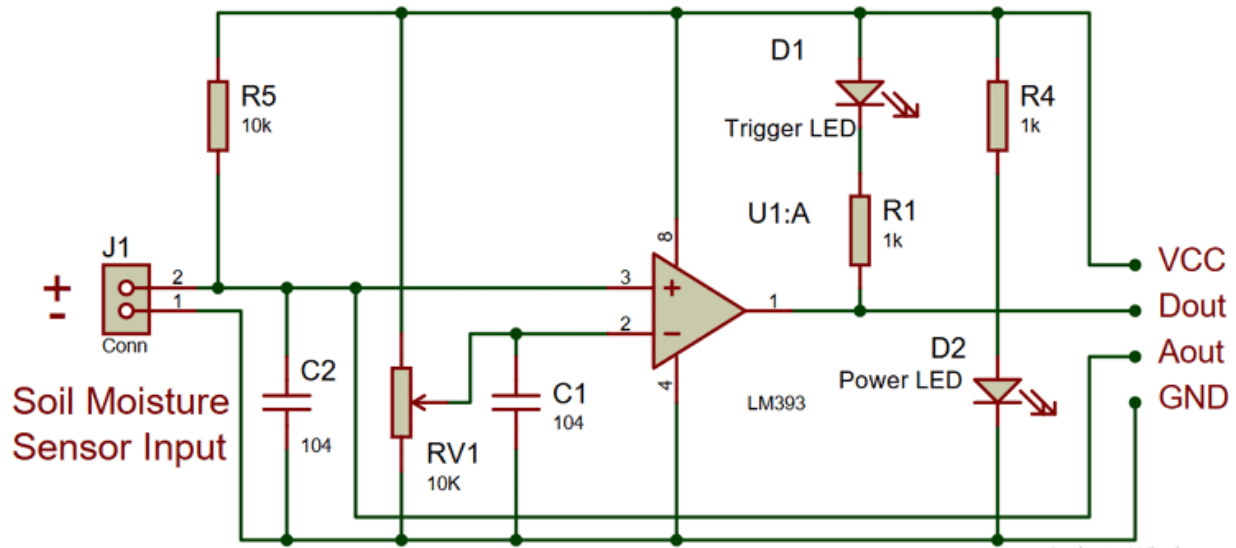 D1
R5
10k
R4
1k
Trigger LED
U1:A
R1
1k
8
J1
2
1
+
-
Conn
3
+
2
−
1
4
VCC
Dout
Aout
GND
D2
Power LED
LM393
C2
104
C1
104
RV1
10K
Soil Moisture
Sensor Input